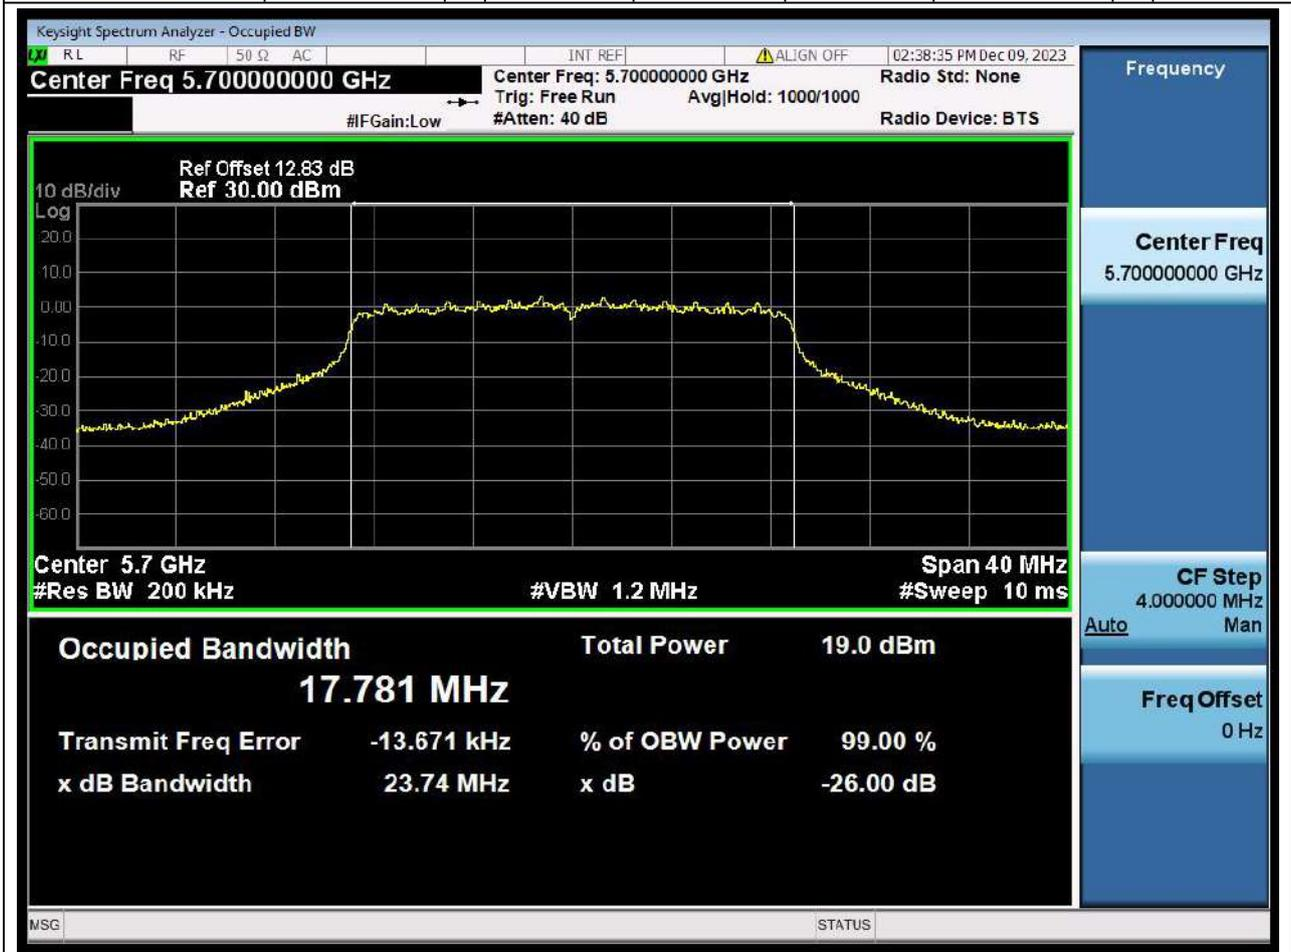 Keysight Spectrum Analyzer - Occupied BW
LXI RL RF 50 Ω AC INT REF ALIGN OFF 02:38:35 PM Dec 09, 2023
Center Freq 5.700000000 GHz
Center Freq: 5.700000000 GHz
Radio Std: None
Trig: Free Run Avg|Hold: 1000/1000
#IFGain:Low #Atten: 40 dB
Radio Device: BTS
Ref Offset 12.83 dB
10 dB/div Ref 30.00 dBm
Log
20.0
10.0
0.00
-10.0
-20.0
-30.0
-40.0
-50.0
-60.0
Center 5.7 GHz Span 40 MHz
#Res BW 200 kHz #VBW 1.2 MHz #Sweep 10 ms
Occupied Bandwidth Total Power 19.0 dBm
17.781 MHz
Transmit Freq Error -13.671 kHz % of OBW Power 99.00 %
x dB Bandwidth 23.74 MHz x dB -26.00 dB
MSG STATUS
Frequency
Center Freq
5.700000000 GHz
CF Step
4.000000 MHz
Auto Man
Freq Offset
0 Hz